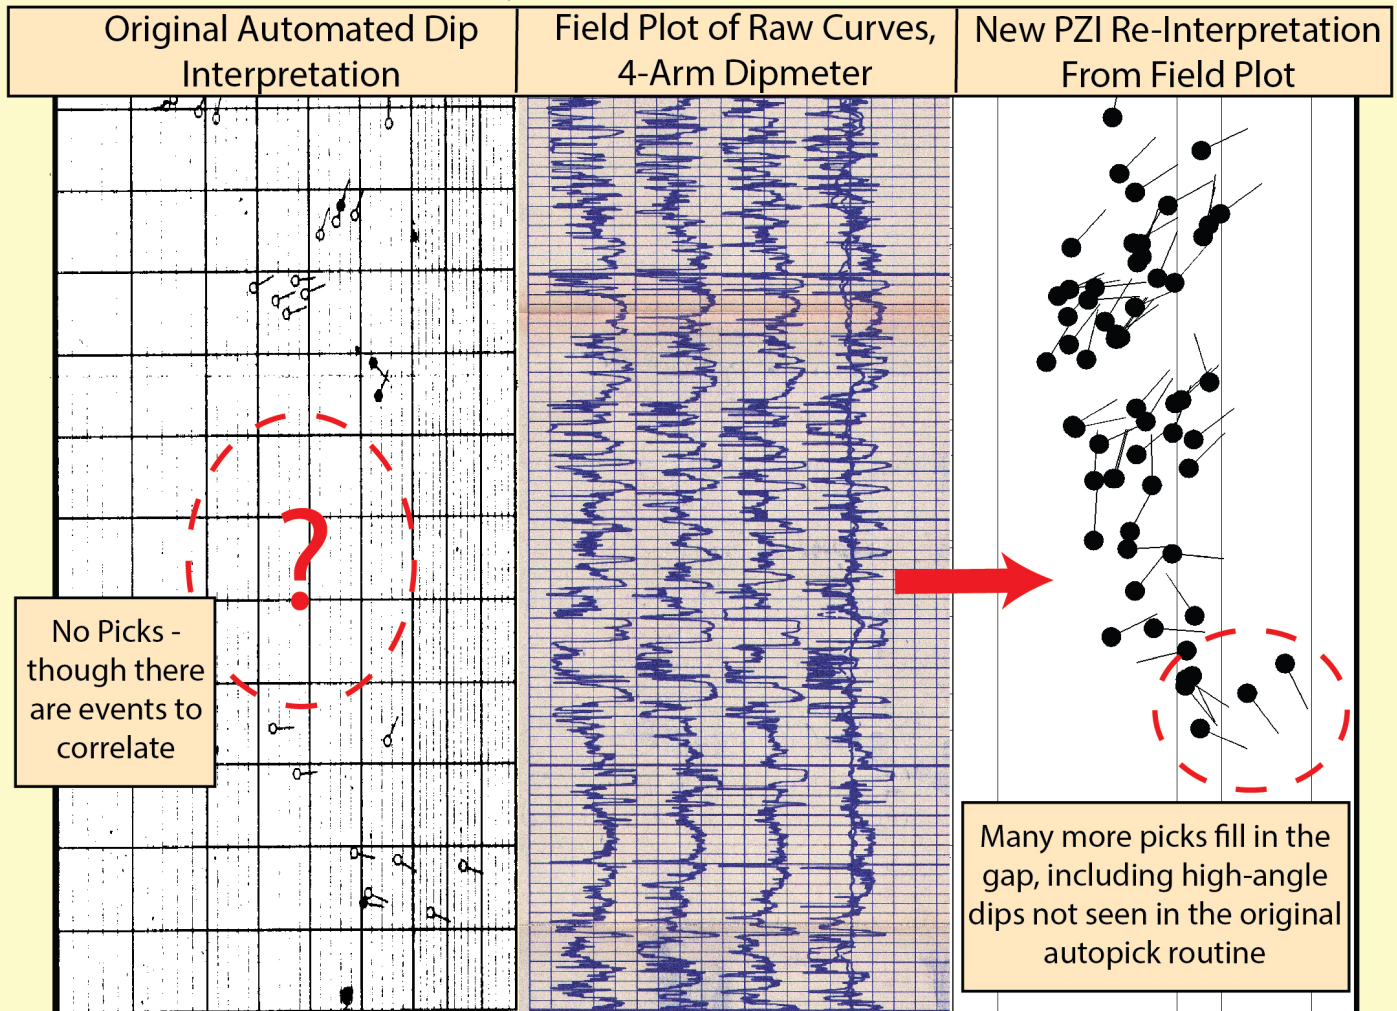 Original Automated Dip
Interpretation
Field Plot of Raw Curves,
4-Arm Dipmeter
New PZI Re-Interpretation
From Field Plot
?
No Picks -
though there
are events to
correlate
Many more picks fill in the
gap, including high-angle
dips not seen in the original
autopick routine